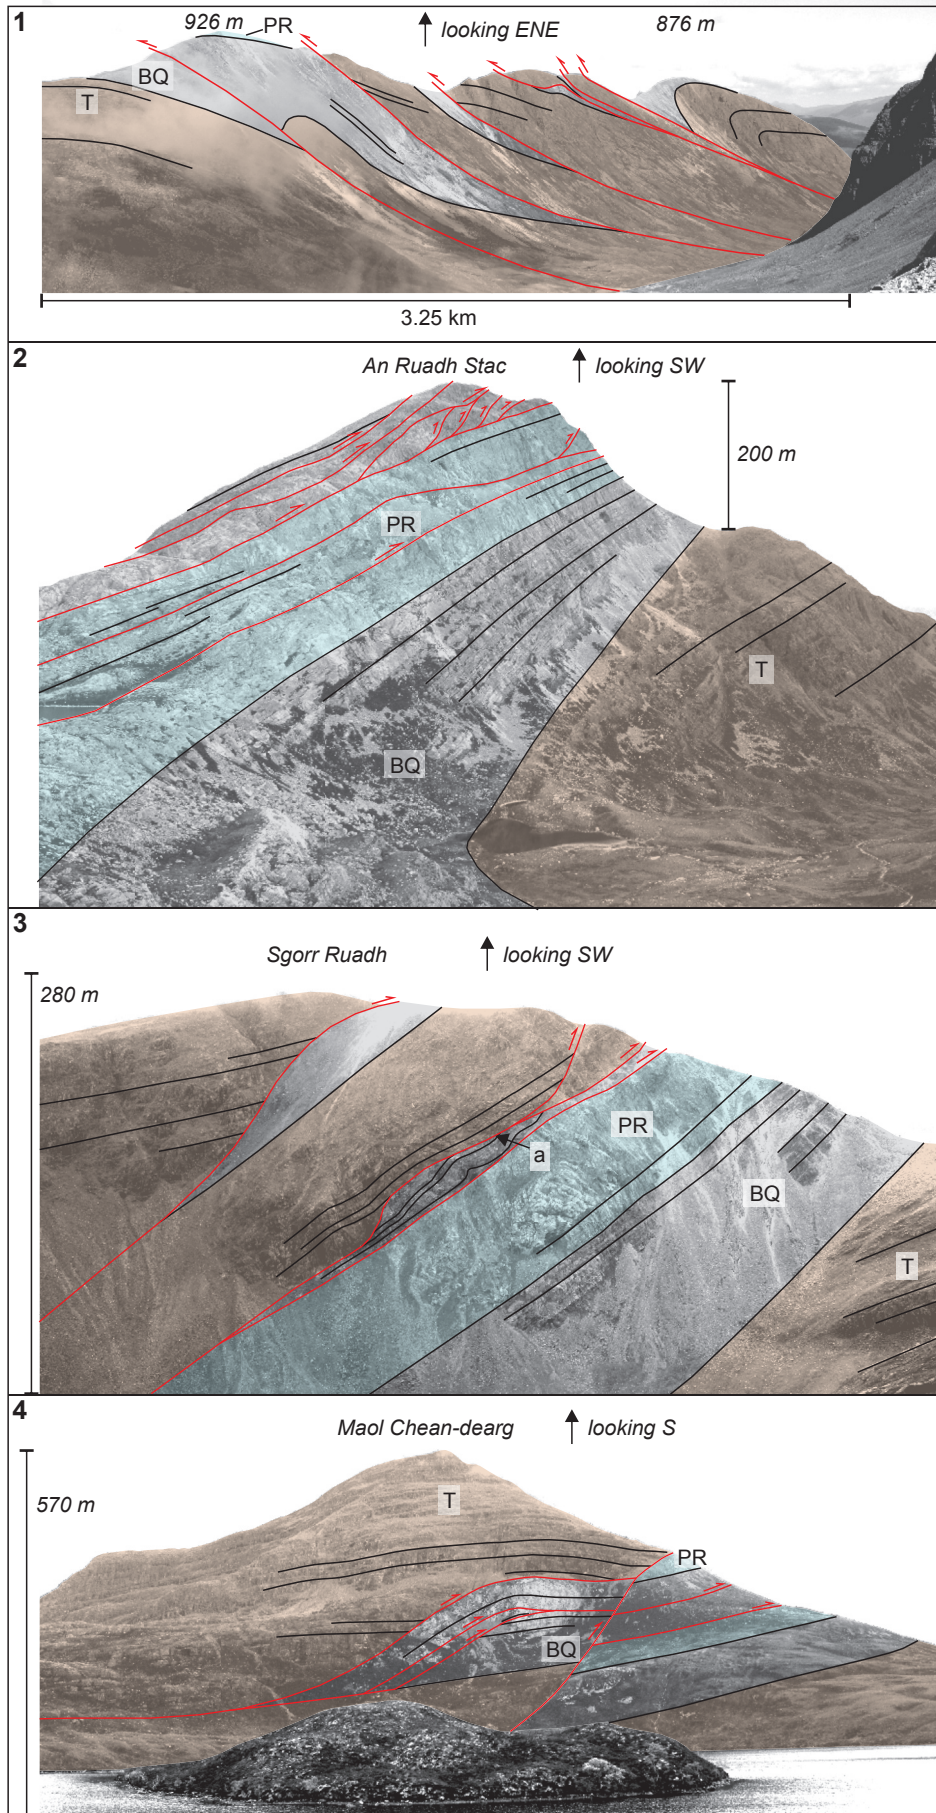 1
926 m
PR
looking ENE
876 m
BQ
T
3.25 km
2
An Ruadh Stac
looking SW
200 m
PR
T
BQ
3
Sgorr Ruadh
looking SW
280 m
PR
a
BQ
T
4
Maol Chean-dearg
looking S
570 m
T
PR
BQ